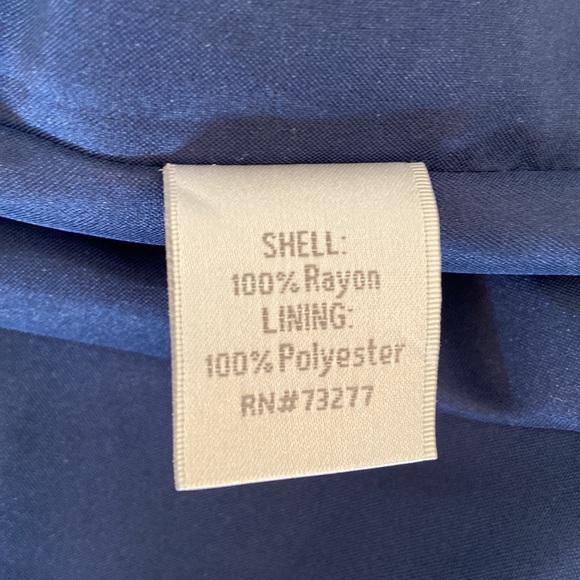 SHELL:
100% Rayon
LINING:
100% Polyester
RN#73277